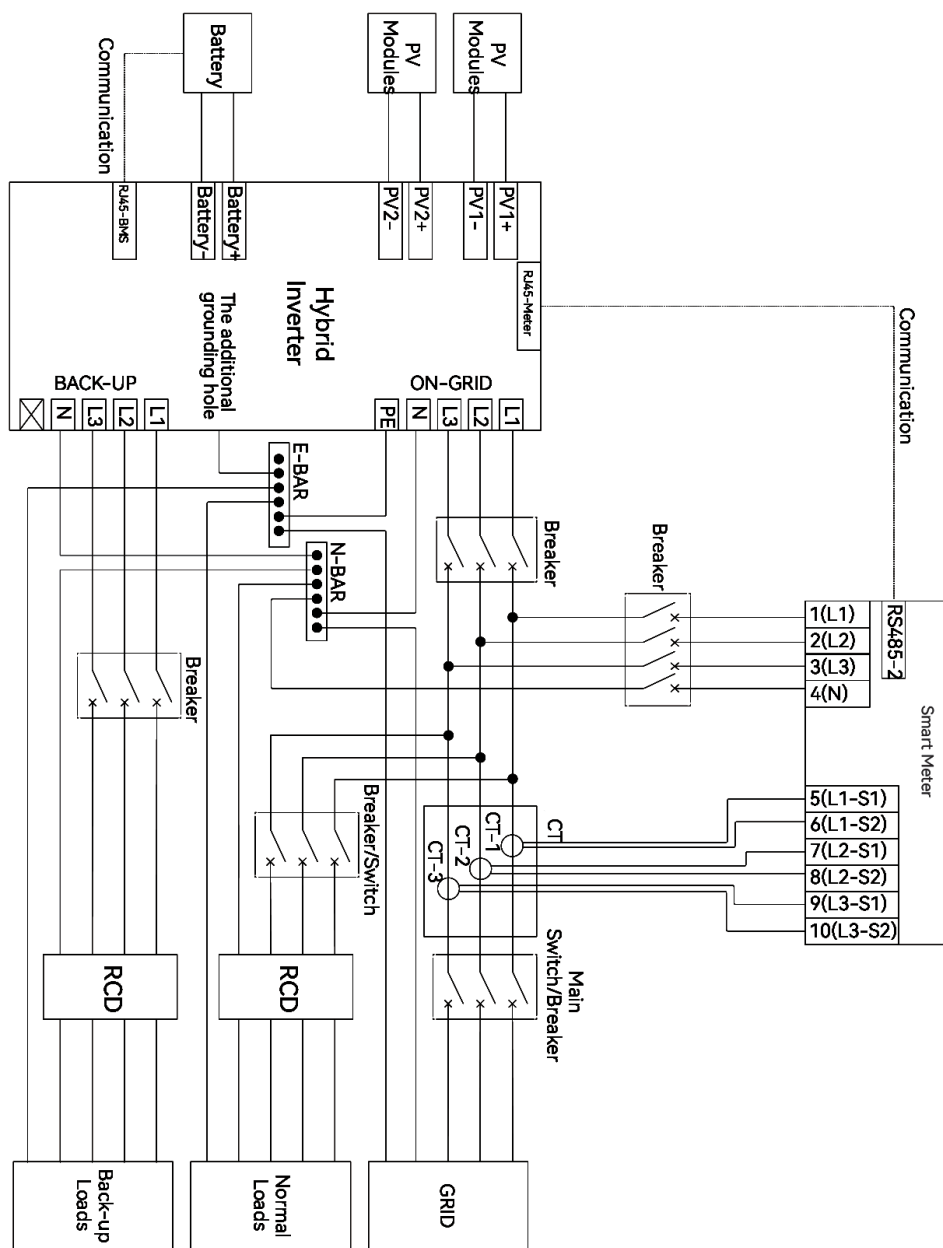 Battery
PV
Modules
PV
Modules
Communication
RJ45-BMS
Battery-
Battery+
PV2-
PV2+
PV1-
PV1+
RJ45-Meter
Communication
Hybrid
Inverter
The additional
grounding hole
BACK-UP
ON-GRID
N
L3
L2
L1
PE
N
L3
L2
L1
E-BAR
N-BAR
Breaker
Breaker
Breaker
Breaker/Switch
RS485-2
Smart Meter
1(L1)
2(L2)
3(L3)
4(N)
5(L1-S1)
6(L1-S2)
7(L2-S1)
8(L2-S2)
9(L3-S1)
10(L3-S2)
CT
CT-1
CT-2
CT-3
Main
Switch/Breaker
RCD
RCD
Back-up
Loads
Normal
Loads
GRID